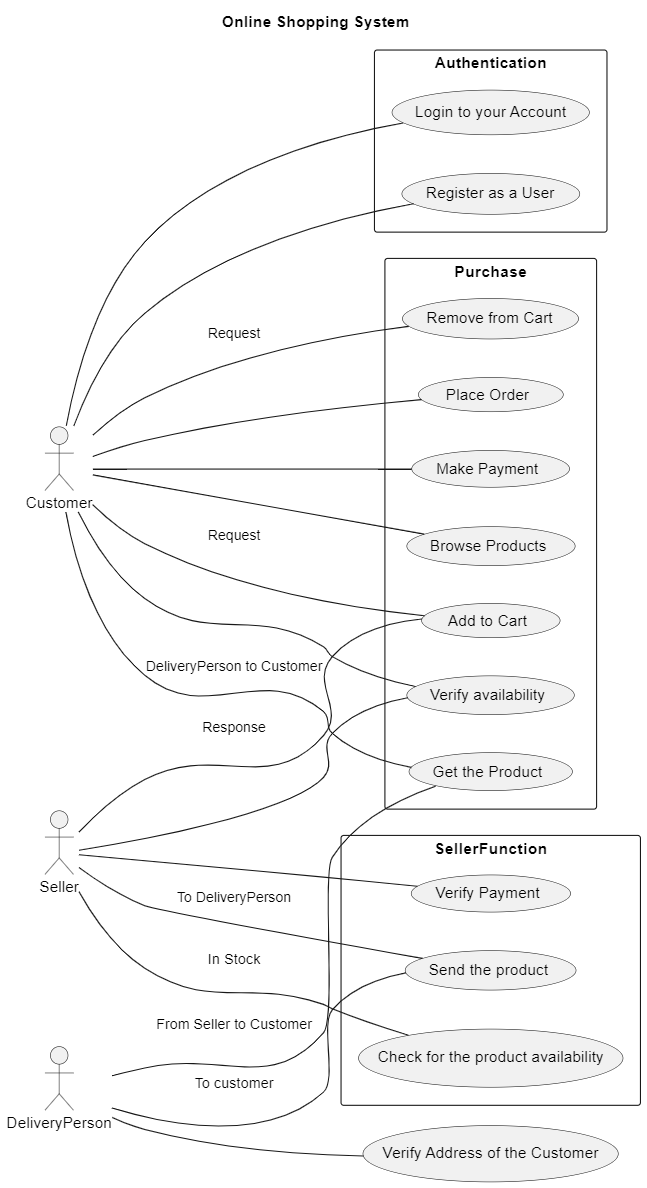 Online Shopping System
Authentication
Login to your Account
Register as a User
Purchase
Remove from Cart
Request
Place Order
Make Payment
Customer
Request
Browse Products
Add to Cart
DeliveryPerson to Customer
Verify availability
Response
Get the Product
SellerFunction
Seller
Verify Payment
To DeliveryPerson
In Stock
Send the product
From Seller to Customer
Check for the product availability
To customer
DeliveryPerson
Verify Address of the Customer